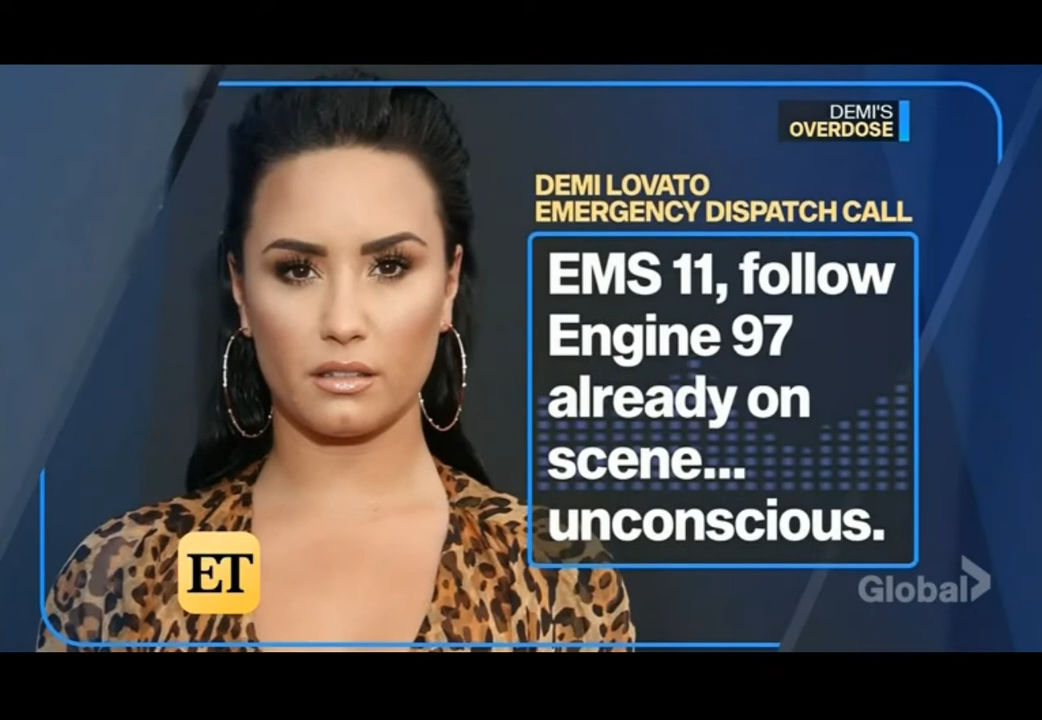 DEMI'S
OVERDOSE
DEMI LOVATO
EMERGENCY DISPATCH CALL
EMS 11, follow
Engine 97
already on
scene...
unconscious.
ET
Global